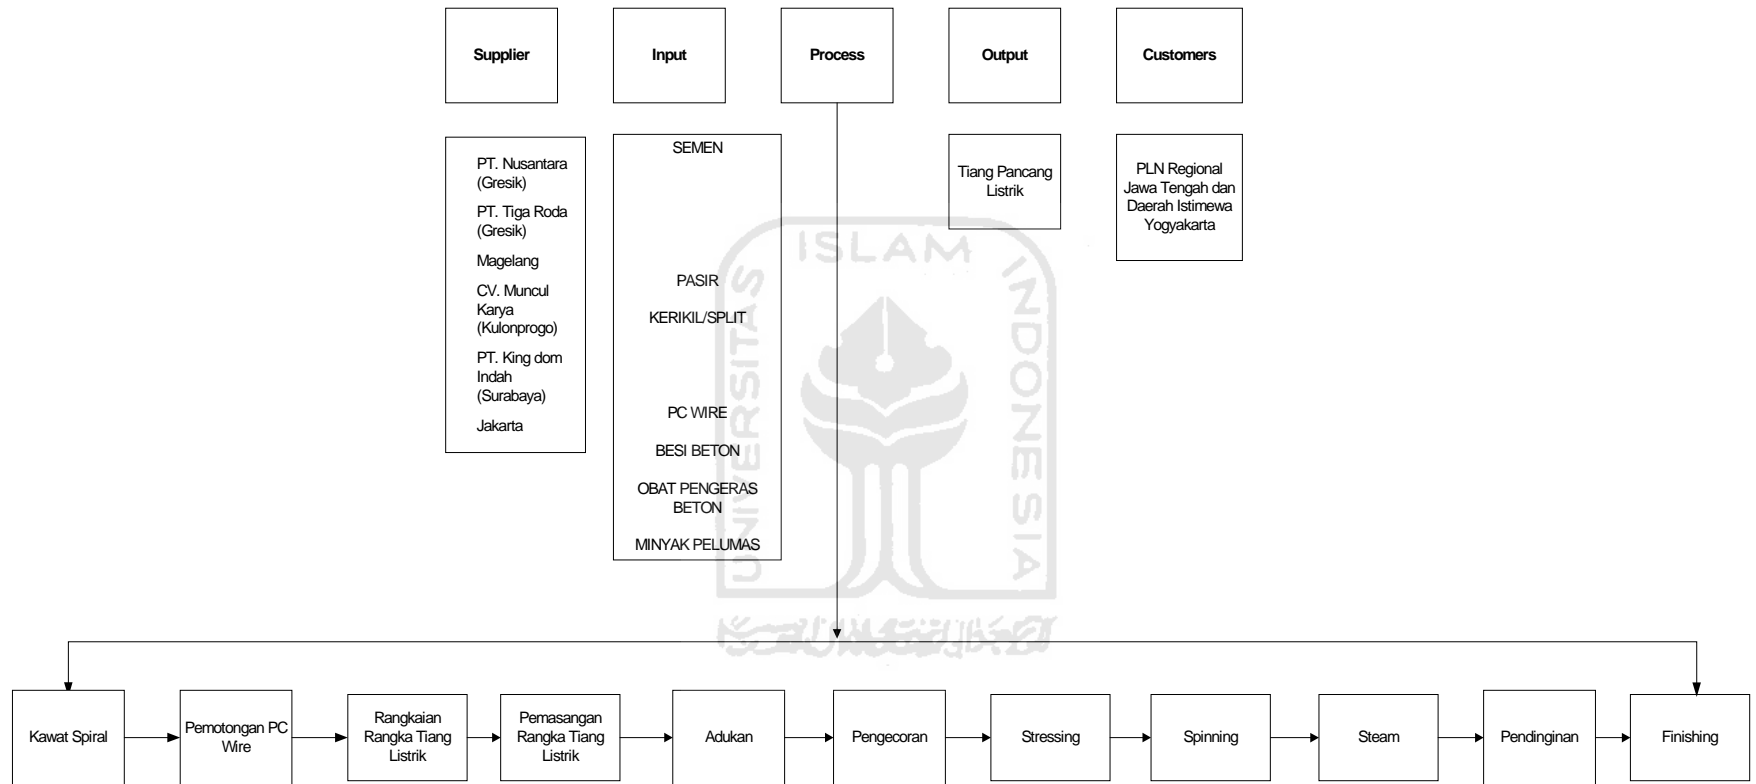 Supplier
Input
Process
Output
Customers
PT. Nusantara
(Gresik)
PT. Tiga Roda
(Gresik)
Magelang
CV. Muncul
Karya
(Kulonprogo)
PT. King dom
Indah
(Surabaya)
Jakarta
SEMEN
PASIR
KERIKIL/SPLIT
PC WIRE
BESI BETON
OBAT PENGERAS
BETON
MINYAK PELUMAS
Tiang Pancang
Listrik
PLN Regional
Jawa Tengah dan
Daerah Istimewa
Yogyakarta
UNIVERSITAS
ISLAM
INDONESIA
Kawat Spiral
Pemotongan PC
Wire
Rangkaian
Rangka Tiang
Listrik
Pemasangan
Rangka Tiang
Listrik
Adukan
Pengecoran
Stressing
Spinning
Steam
Pendinginan
Finishing